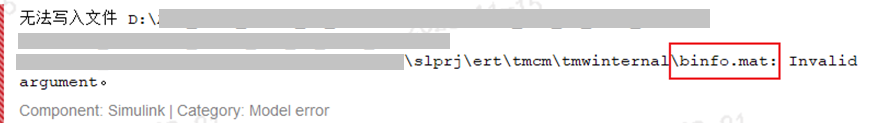 无法写入文件 D:\
\slprj\ert\tmcm\tmwinternal\binfo.mat: Invalid
argument。
Component: Simulink | Category: Model error